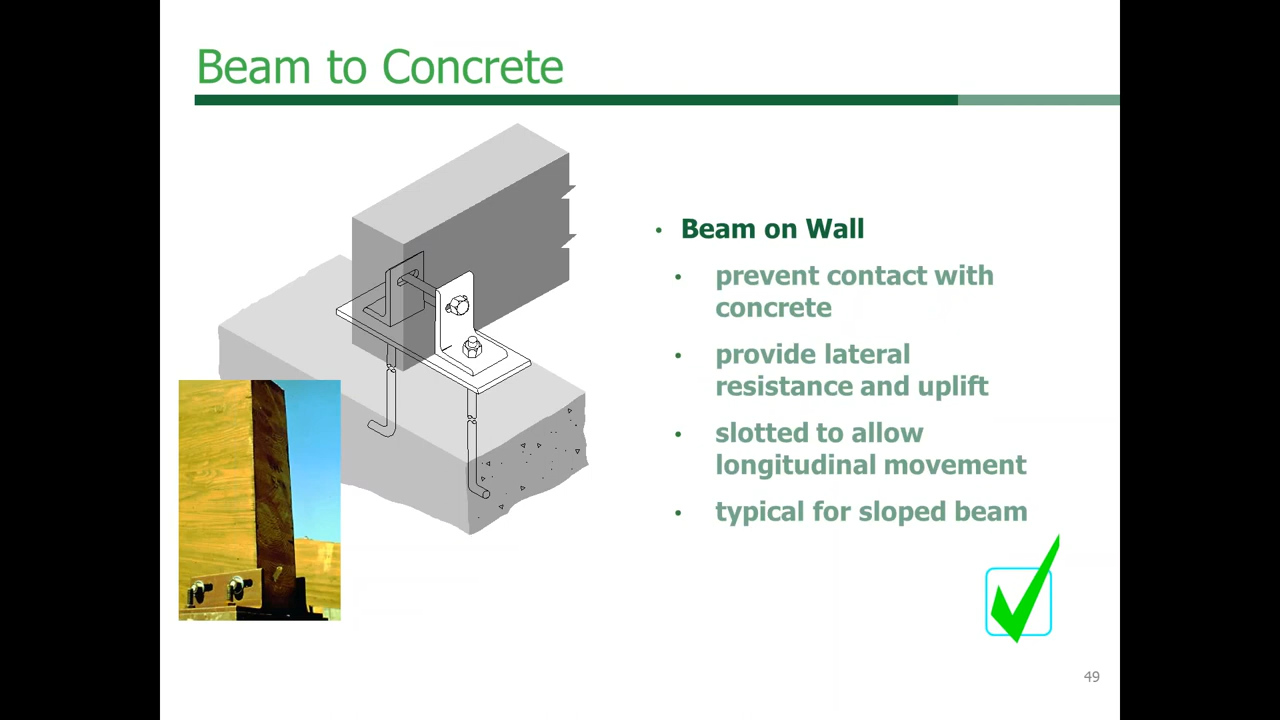 Beam to Concrete
• Beam on Wall
• prevent contact with
concrete
• provide lateral
resistance and uplift
• slotted to allow
longitudinal movement
• typical for sloped beam
49